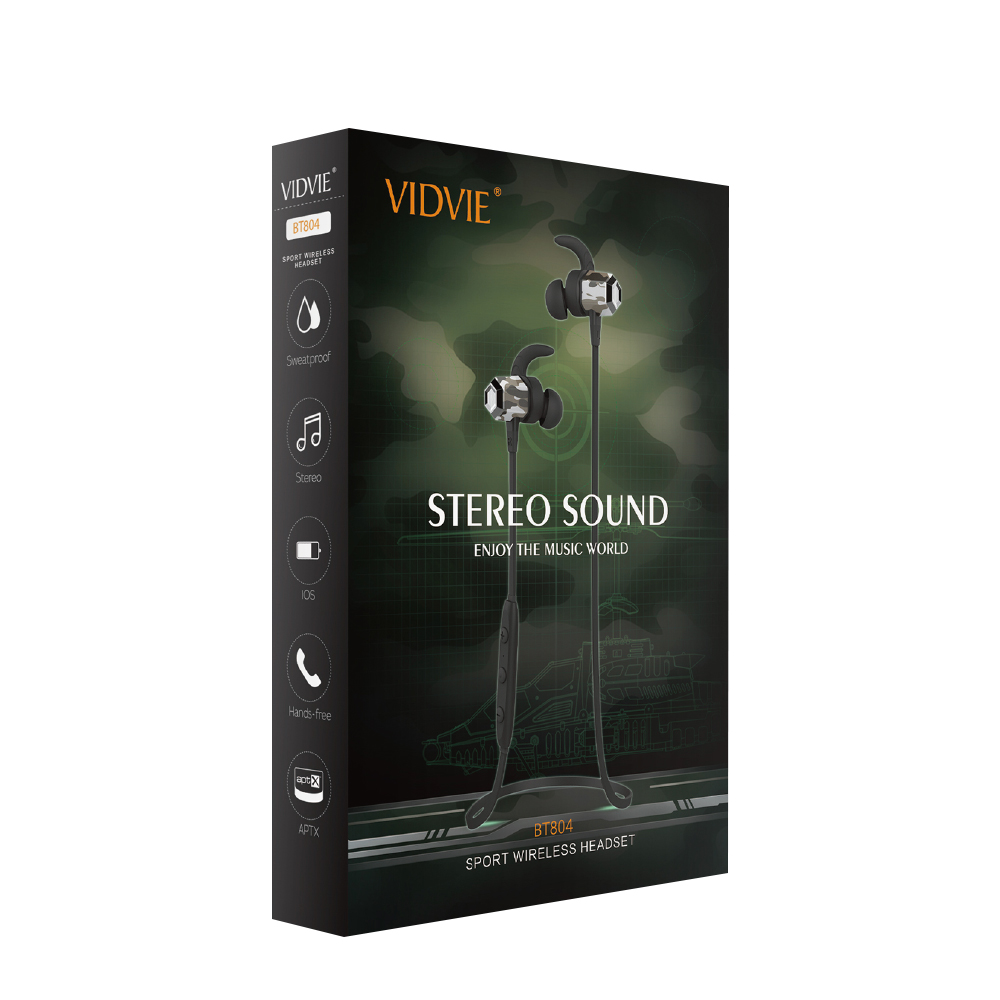 VIDVIE®
BT804
SPORT WIRELESS
HEADSET
Sweatproof
Stereo
IOS
Hands-free
aptX
APTX
VIDVIE®
STEREO SOUND
ENJOY THE MUSIC WORLD
BT804
SPORT WIRELESS HEADSET